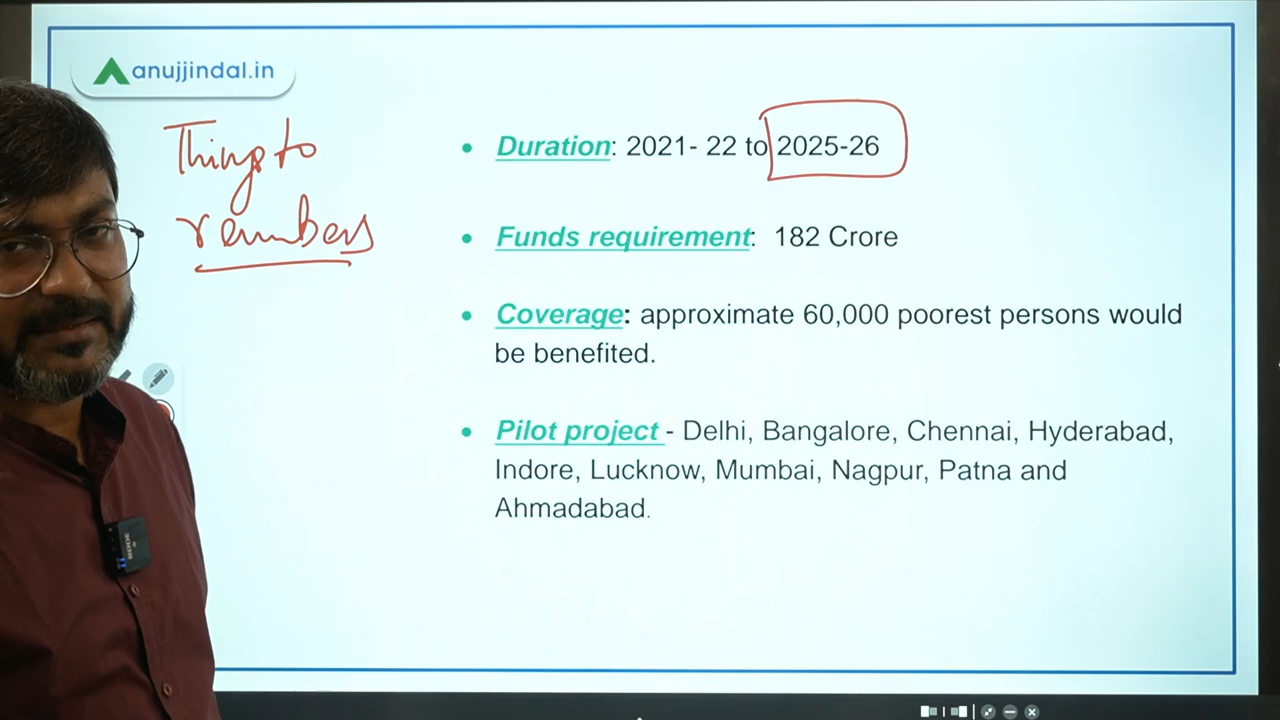 anujjindal.in
Things to
remembers
• Duration: 2021- 22 to 2025-26
• Funds requirement: 182 Crore
• Coverage: approximate 60,000 poorest persons would
be benefited.
• Pilot project - Delhi, Bangalore, Chennai, Hyderabad,
Indore, Lucknow, Mumbai, Nagpur, Patna and
Ahmadabad.
RODE